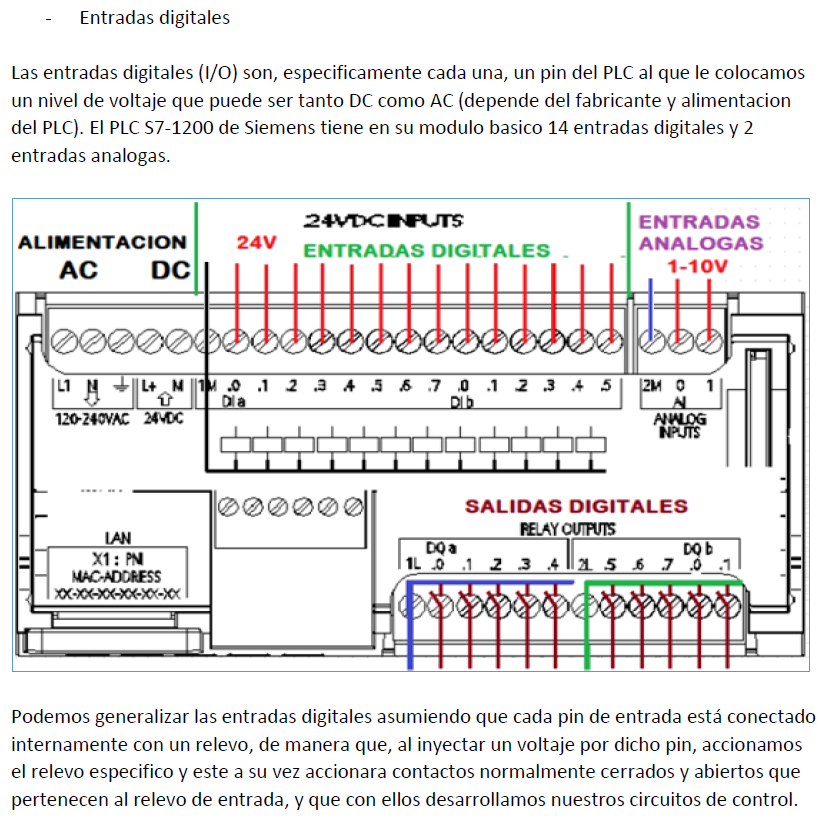 - Entradas digitales
Las entradas digitales (I/O) son, especificamente cada una, un pin del PLC al que le colocamos
un nivel de voltaje que puede ser tanto DC como AC (depende del fabricante y alimentacion
del PLC). El PLC S7-1200 de Siemens tiene en su modulo basico 14 entradas digitales y 2
entradas analogas.
24VDC INPUTS
ALIMENTACION
AC DC
24V
ENTRADAS DIGITALES
ENTRADAS
ANALOGAS
1-10V
L1 N L+ M 1M .0 .1 .2 .3 .4 .5 .6 .7 .0 .1 .2 .3 .4 .5 2M 0 1
DI a DI b AI
120-240VAC 24VDC
ANALOG
INPUTS
SALIDAS DIGITALES
RELAY OUTPUTS
DQ a DQ b
1L .0 .1 .2 .3 .4 2L .5 .6 .7 .0 .1
LAN
X1 : PN
MAC-ADDRESS
XX-XX-XX-XX-XX-XX
Podemos generalizar las entradas digitales asumiendo que cada pin de entrada está conectado
internamente con un relevo, de manera que, al inyectar un voltaje por dicho pin, accionamos
el relevo especifico y este a su vez accionara contactos normalmente cerrados y abiertos que
pertenecen al relevo de entrada, y que con ellos desarrollamos nuestros circuitos de control.